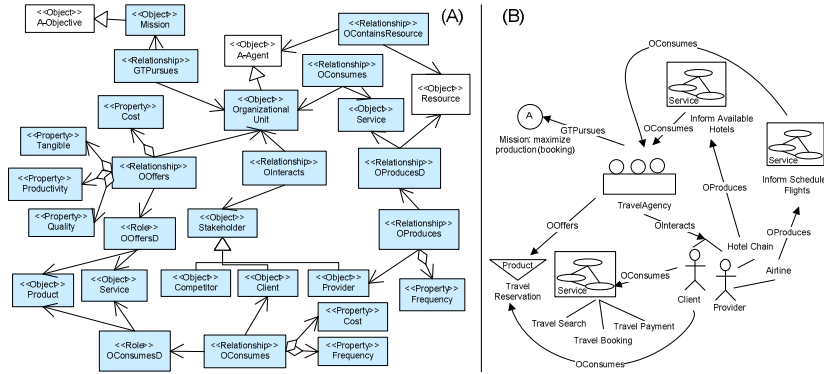 (A)
<<Object>>
A-Objective
<<Object>>
Mission
<<Relationship>>
GTPursues
<<Object>>
A-Agent
<<Relationship>>
OContainsResource
<<Relationship>>
OConsumes
<<Object>>
Resource
<<Property>>
Cost
<<Object>>
Organizational
Unit
<<Object>>
Service
<<Property>>
Tangible
<<Property>>
Productivity
<<Property>>
Quality
<<Relationship>>
OOffers
<<Relationship>>
OInteracts
<<Relationship>>
OProducesD
<<Role>>
OOffersD
<<Object>>
Stakeholder
<<Relationship>>
OProduces
<<Object>>
Product
<<Object>>
Service
<<Object>>
Competitor
<<Object>>
Client
<<Object>>
Provider
<<Property>>
Frequency
<<Property>>
Cost
<<Role>>
OConsumesD
<<Relationship>>
OConsumes
<<Property>>
Frequency
(B)
OConsumes
Service
Inform Available
Hotels
A
GTPursues
Mission: maximize
production(booking)
OConsumes
Service
Inform Schedule
Flights
TravelAgency
OProduces
OOffers
OInteracts
OProduces
Hotel Chain
Airline
Product
Travel
Reservation
Service
OConsumes
Client
Provider
Travel Search
Travel Payment
Travel Booking
OConsumes